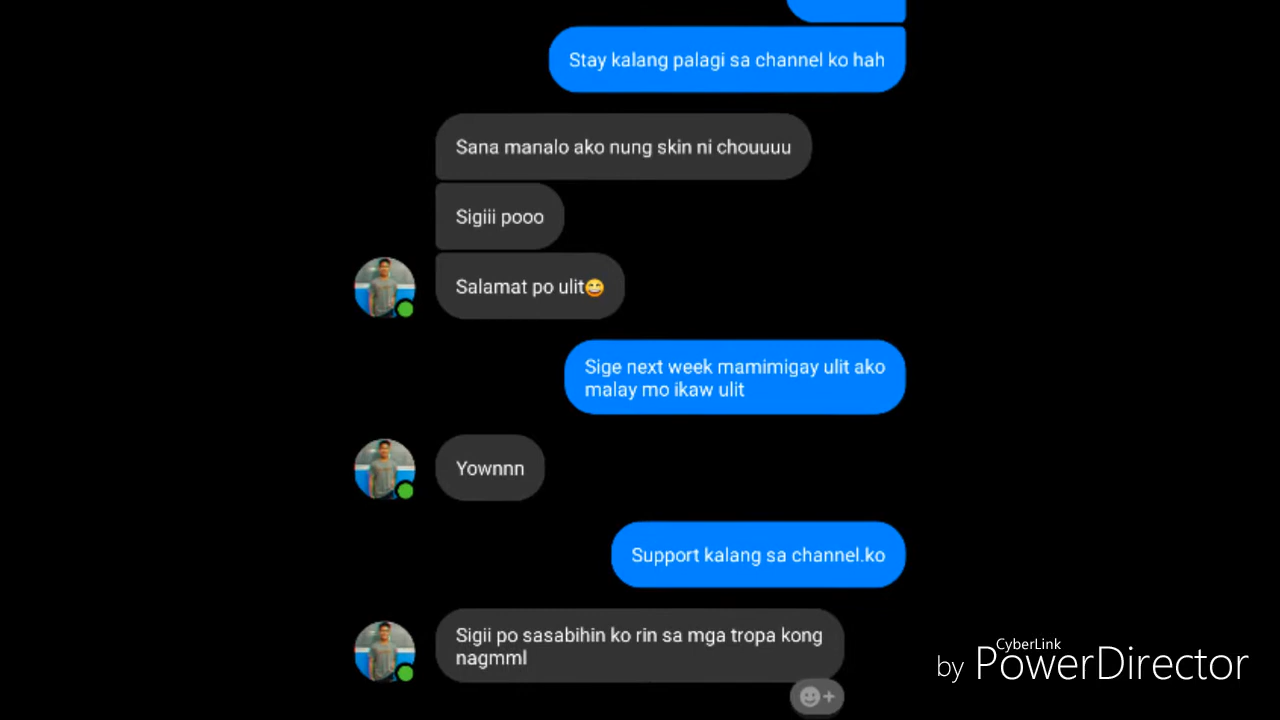 Stay kalang palagi sa channel ko hah
Sana manalo ako nung skin ni chouuuu
Sigiii pooo
Salamat po ulit😄
Sige next week mamimigay ulit ako
malay mo ikaw ulit
Yownnn
Support kalang sa channel.ko
Sigii po sasabihin ko rin sa mga tropa kong
nagmml
CyberLink
by PowerDirector